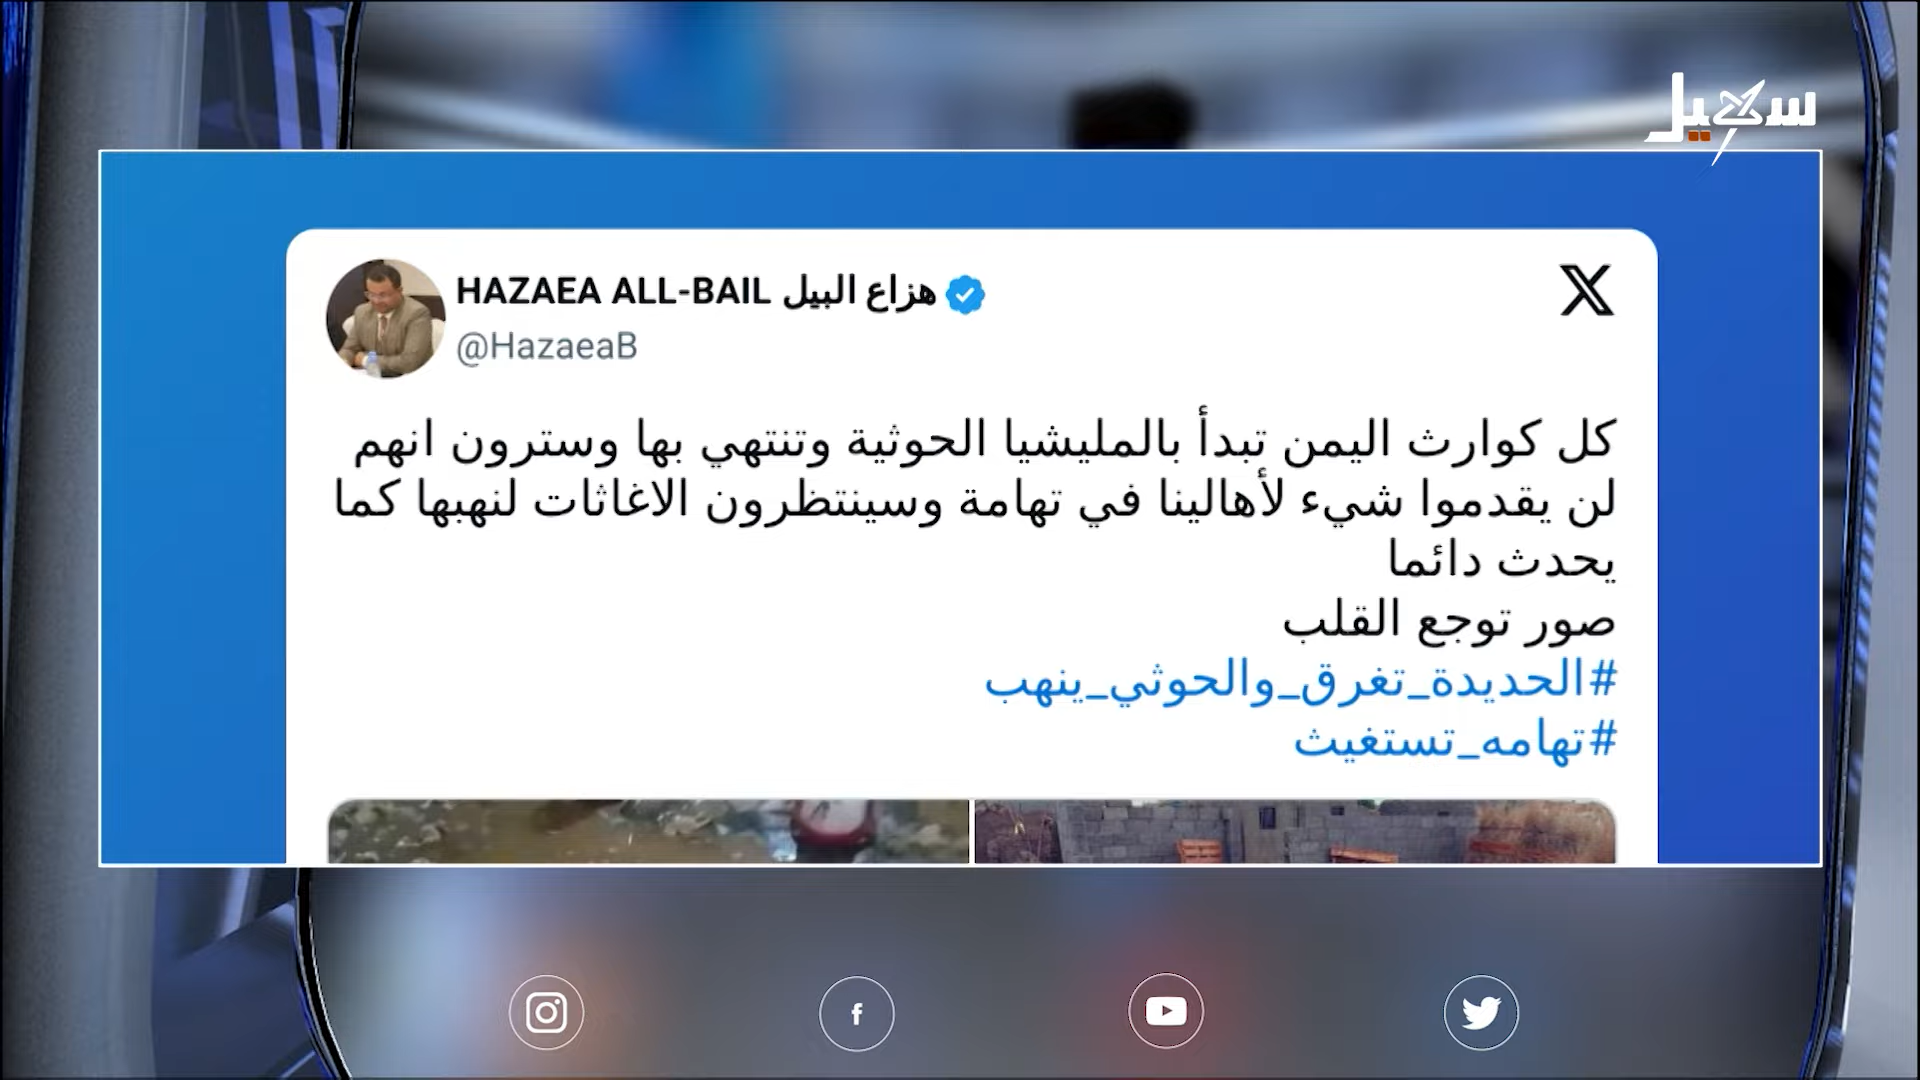 سهيل
HAZAEA ALL-BAIL هزاع البيل
@HazaeaB
كل كوارث اليمن تبدأ بالمليشيا الحوثية وتنتهي بها وسترون انهم
لن يقدموا شيء لأهالينا في تهامة وسينتظرون الاغاثات لنهبها كما
يحدث دائما
صور توجع القلب
#الحديدة_تغرق_والحوثي_ينهب
#تهامه_تستغيث